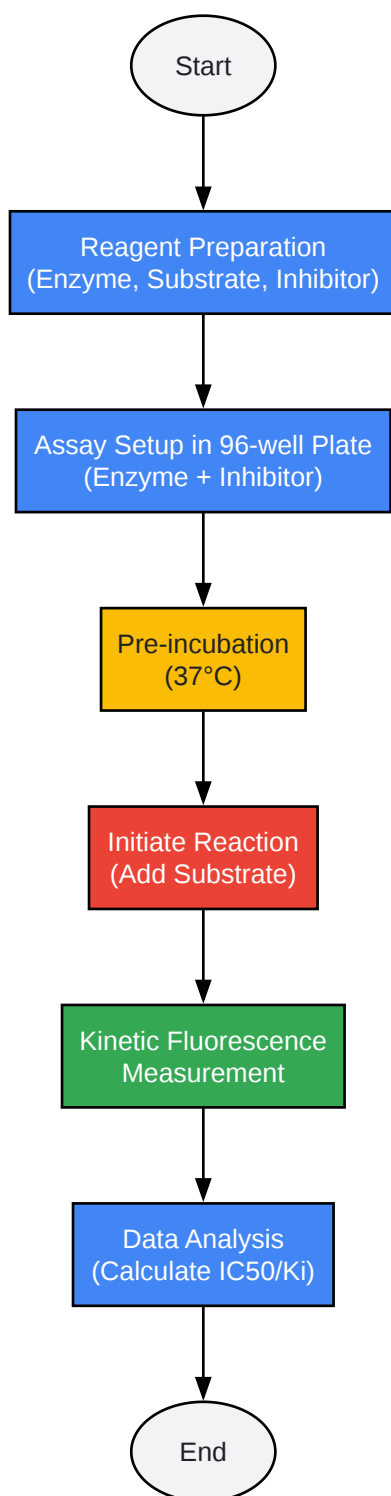 Start
Reagent Preparation
(Enzyme, Substrate, Inhibitor)
Assay Setup in 96-well Plate
(Enzyme + Inhibitor)
Pre-incubation
(37°C)
Initiate Reaction
(Add Substrate)
Kinetic Fluorescence
Measurement
Data Analysis
(Calculate IC50/Ki)
End